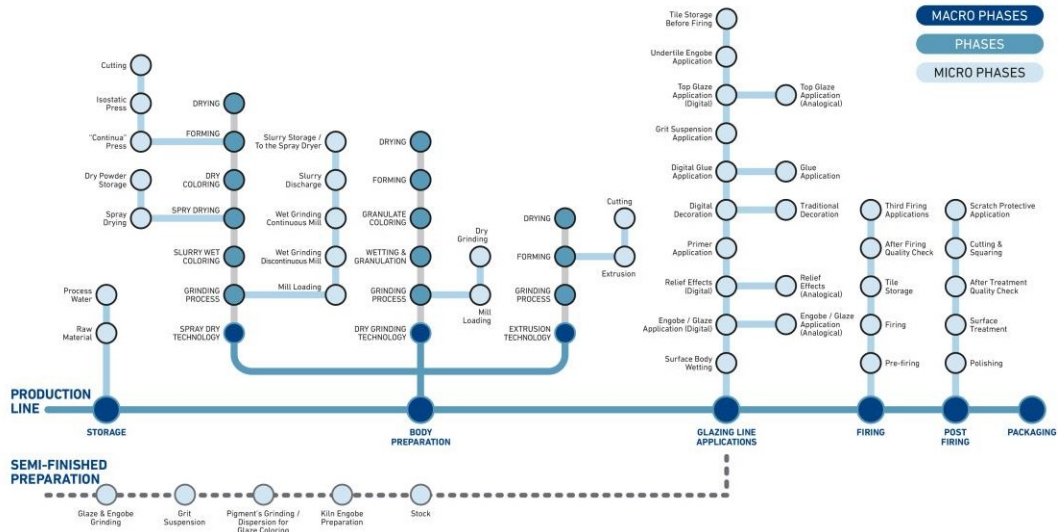 MACRO PHASES
PHASES
MICRO PHASES
Cutting
Isostatic
Press
"Continua"
Press
Dry Powder
Storage
Spray
Drying
Process
Water
Raw
Material
DRYING
FORMING
DRY
COLORING
SPRY DRYING
SLURRY WET
COLORING
GRINDING
PROCESS
SPRAY DRY
TECHNOLOGY
Slurry Storage /
To the Spray Dryer
Slurry
Discharge
Wet Grinding
Continuous Mill
Wet Grinding
Discontinuous Mill
Mill Loading
DRYING
FORMING
GRANULATE
COLORING
WETTING &
GRANULATION
GRINDING
PROCESS
DRY GRINDING
TECHNOLOGY
Dry
Grinding
Mill
Loading
DRYING
FORMING
GRINDING
PROCESS
EXTRUSION
TECHNOLOGY
Cutting
Extrusion
Tile Storage
Before Firing
Undertile Engobe
Application
Top Glaze
Application
(Digital)
Top Glaze
Application
(Analogical)
Grit Suspension
Application
Digital Glue
Application
Glue
Application
Digital
Decoration
Traditional
Decoration
Primer
Application
Relief Effects
(Digital)
Relief
Effects
(Analogical)
Engobe / Glaze
Application (Digital)
Engobe / Glaze
Application
(Analogical)
Surface Body
Wetting
Third Firing
Applications
After Firing
Quality Check
Tile
Storage
Firing
Pre-firing
Scratch Protective
Application
Cutting &
Squaring
After Treatment
Quality Check
Surface
Treatment
Polishing
PRODUCTION
LINE
STORAGE
BODY
PREPARATION
GLAZING LINE
APPLICATIONS
FIRING
POST
FIRING
PACKAGING
SEMI-FINISHED
PREPARATION
Glaze & Engobe
Grinding
Grit
Suspension
Pigment's Grinding /
Dispersion for
Glaze Coloring
Kiln Engobe
Preparation
Stock